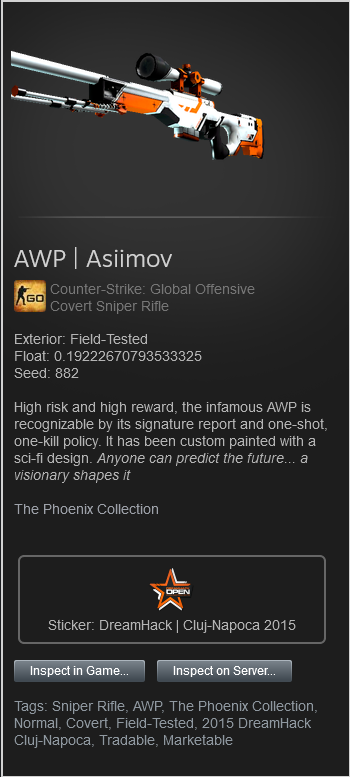 AWP | Asiimov
GO
Counter-Strike: Global Offensive
Covert Sniper Rifle
Exterior: Field-Tested
Float: 0.19222670793533325
Seed: 882
High risk and high reward, the infamous AWP is
recognizable by its signature report and one-shot,
one-kill policy. It has been custom painted with a
sci-fi design. Anyone can predict the future... a
visionary shapes it
The Phoenix Collection
OPEN
Sticker: DreamHack | Cluj-Napoca 2015
Inspect in Game...
Inspect on Server...
Tags: Sniper Rifle, AWP, The Phoenix Collection,
Normal, Covert, Field-Tested, 2015 DreamHack
Cluj-Napoca, Tradable, Marketable